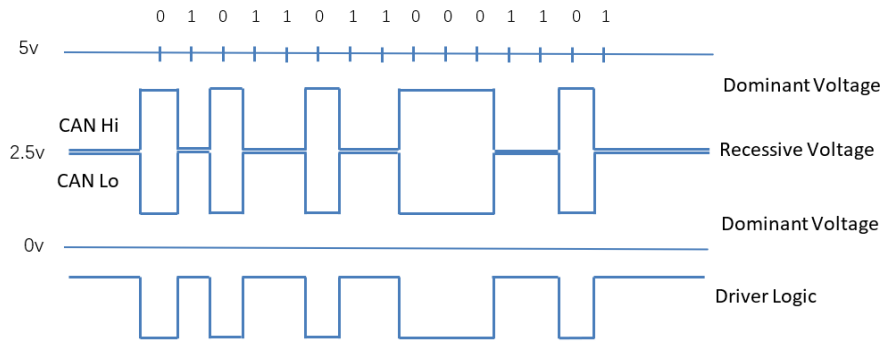 0 1 0 1 1 0 1 1 0 0 0 1 1 0 1
5v
Dominant Voltage
CAN Hi
2.5v
Recessive Voltage
CAN Lo
Dominant Voltage
0v
Driver Logic